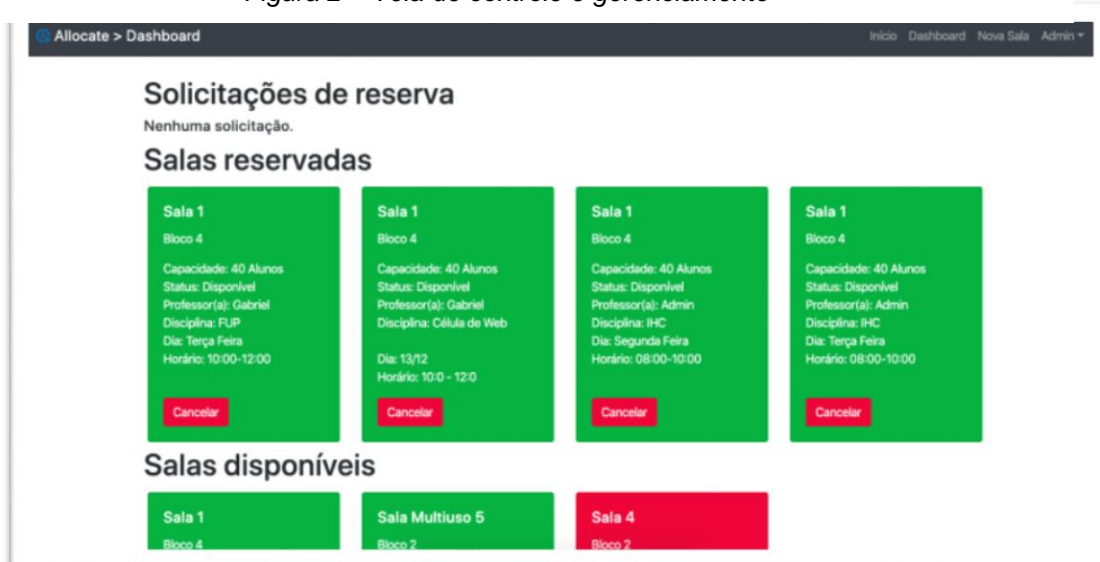 Figura 2 – Tela de controle e gerenciamento
Allocate > Dashboard
Início Dashboard Nova Sala Admin
Solicitações de reserva
Nenhuma solicitação.
Salas reservadas
Sala 1
Bloco 4
Capacidade: 40 Alunos
Status: Disponível
Professor(a): Gabriel
Disciplina: FUP
Dia: Terça Feira
Horário: 10:00-12:00
Cancelar
Sala 1
Bloco 4
Capacidade: 40 Alunos
Status: Disponível
Professor(a): Gabriel
Disciplina: Célula de Web
Dia: 13/12
Horário: 10:0 - 12:0
Cancelar
Sala 1
Bloco 4
Capacidade: 40 Alunos
Status: Disponível
Professor(a): Admin
Disciplina: IHC
Dia: Segunda Feira
Horário: 08:00-10:00
Cancelar
Sala 1
Bloco 4
Capacidade: 40 Alunos
Status: Disponível
Professor(a): Admin
Disciplina: IHC
Dia: Terça Feira
Horário: 08:00-10:00
Cancelar
Salas disponíveis
Sala 1
Bloco 4
Sala Multiuso 5
Bloco 2
Sala 4
Bloco 2